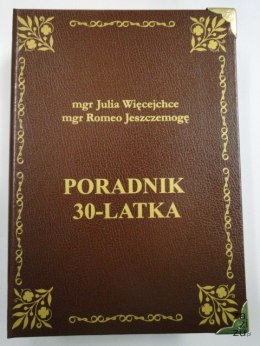 mgr Julia Więcejchce
mgr Romeo Jeszczemogę
PORADNIK
30-LATKA